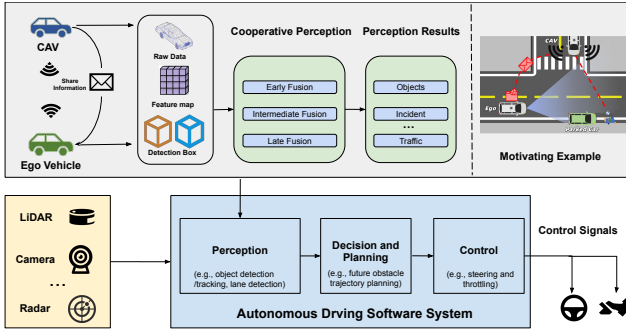 CAV
Share
Information
Ego Vehicle
Raw Data
Feature map
Detection Box
Cooperative Perception
Early Fusion
Intermediate Fusion
Late Fusion
Perception Results
Objects
Incident
...
Traffic
CAV
Ego
Parked Car
Motivating Example
LiDAR
Camera
...
Radar
Perception
(e.g., object detection
/tracking, lane detection)
Decision and
Planning
(e.g., future obstacle
trajectory planning)
Control
(e.g., steering and
throttling)
Autonomous Drving Software System
Control Signals